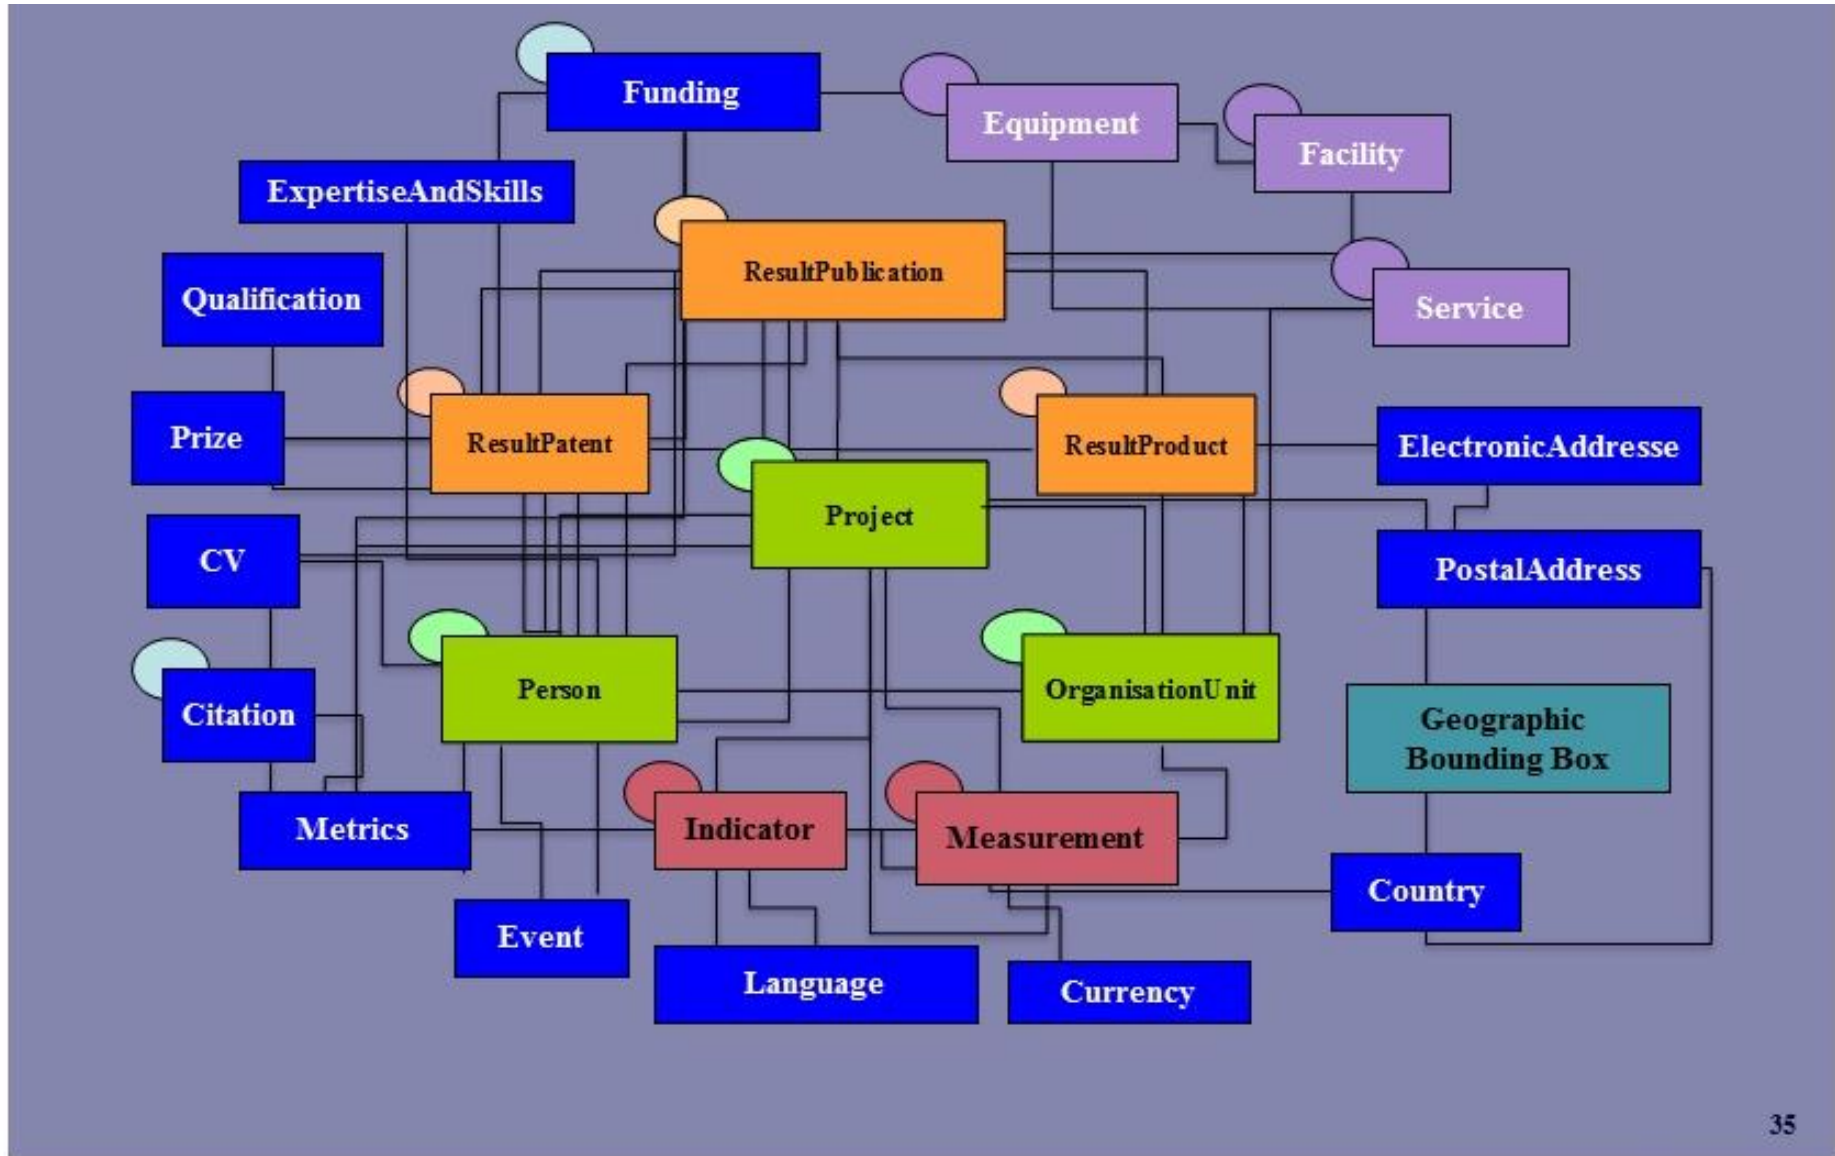 Funding
Equipment
Facility
ExpertiseAndSkills
ResultPublication
Qualification
Service
Prize
ResultPatent
ResultProduct
ElectronicAddresse
Project
CV
PostalAddress
Person
OrganisationUnit
Citation
Geographic
Bounding Box
Metrics
Indicator
Measurement
Country
Event
Language
Currency
35